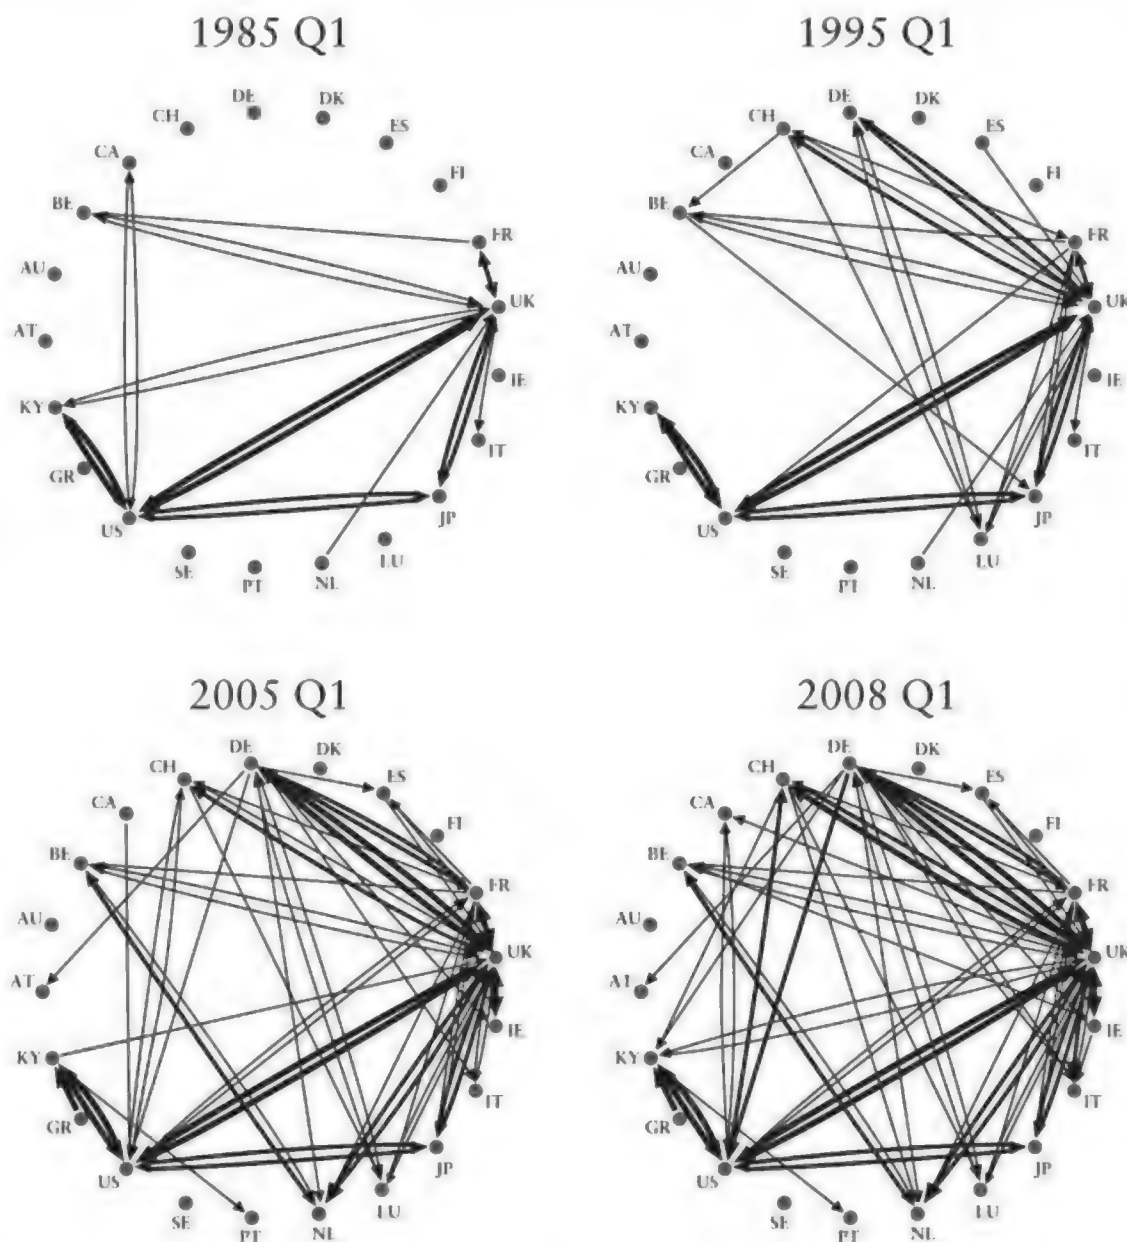 1985 Q1
1995 Q1
DE
DK
CH
ES
CA
FI
BE
FR
AU
UK
AT
IE
KY
IT
GR
JP
US
LU
SE
NL
PT
DE
DK
CH
ES
CA
FI
BE
FR
AU
UK
AT
IE
KY
IT
GR
JP
US
LU
SE
NL
PT
2005 Q1
2008 Q1
DE
DK
CH
ES
CA
FI
BE
FR
AU
UK
AT
IE
KY
IT
GR
JP
US
LU
SE
NL
PT
DE
DK
CH
ES
CA
FI
BE
FR
AU
UK
AT
IE
KY
IT
GR
JP
US
LU
SE
NL
PT